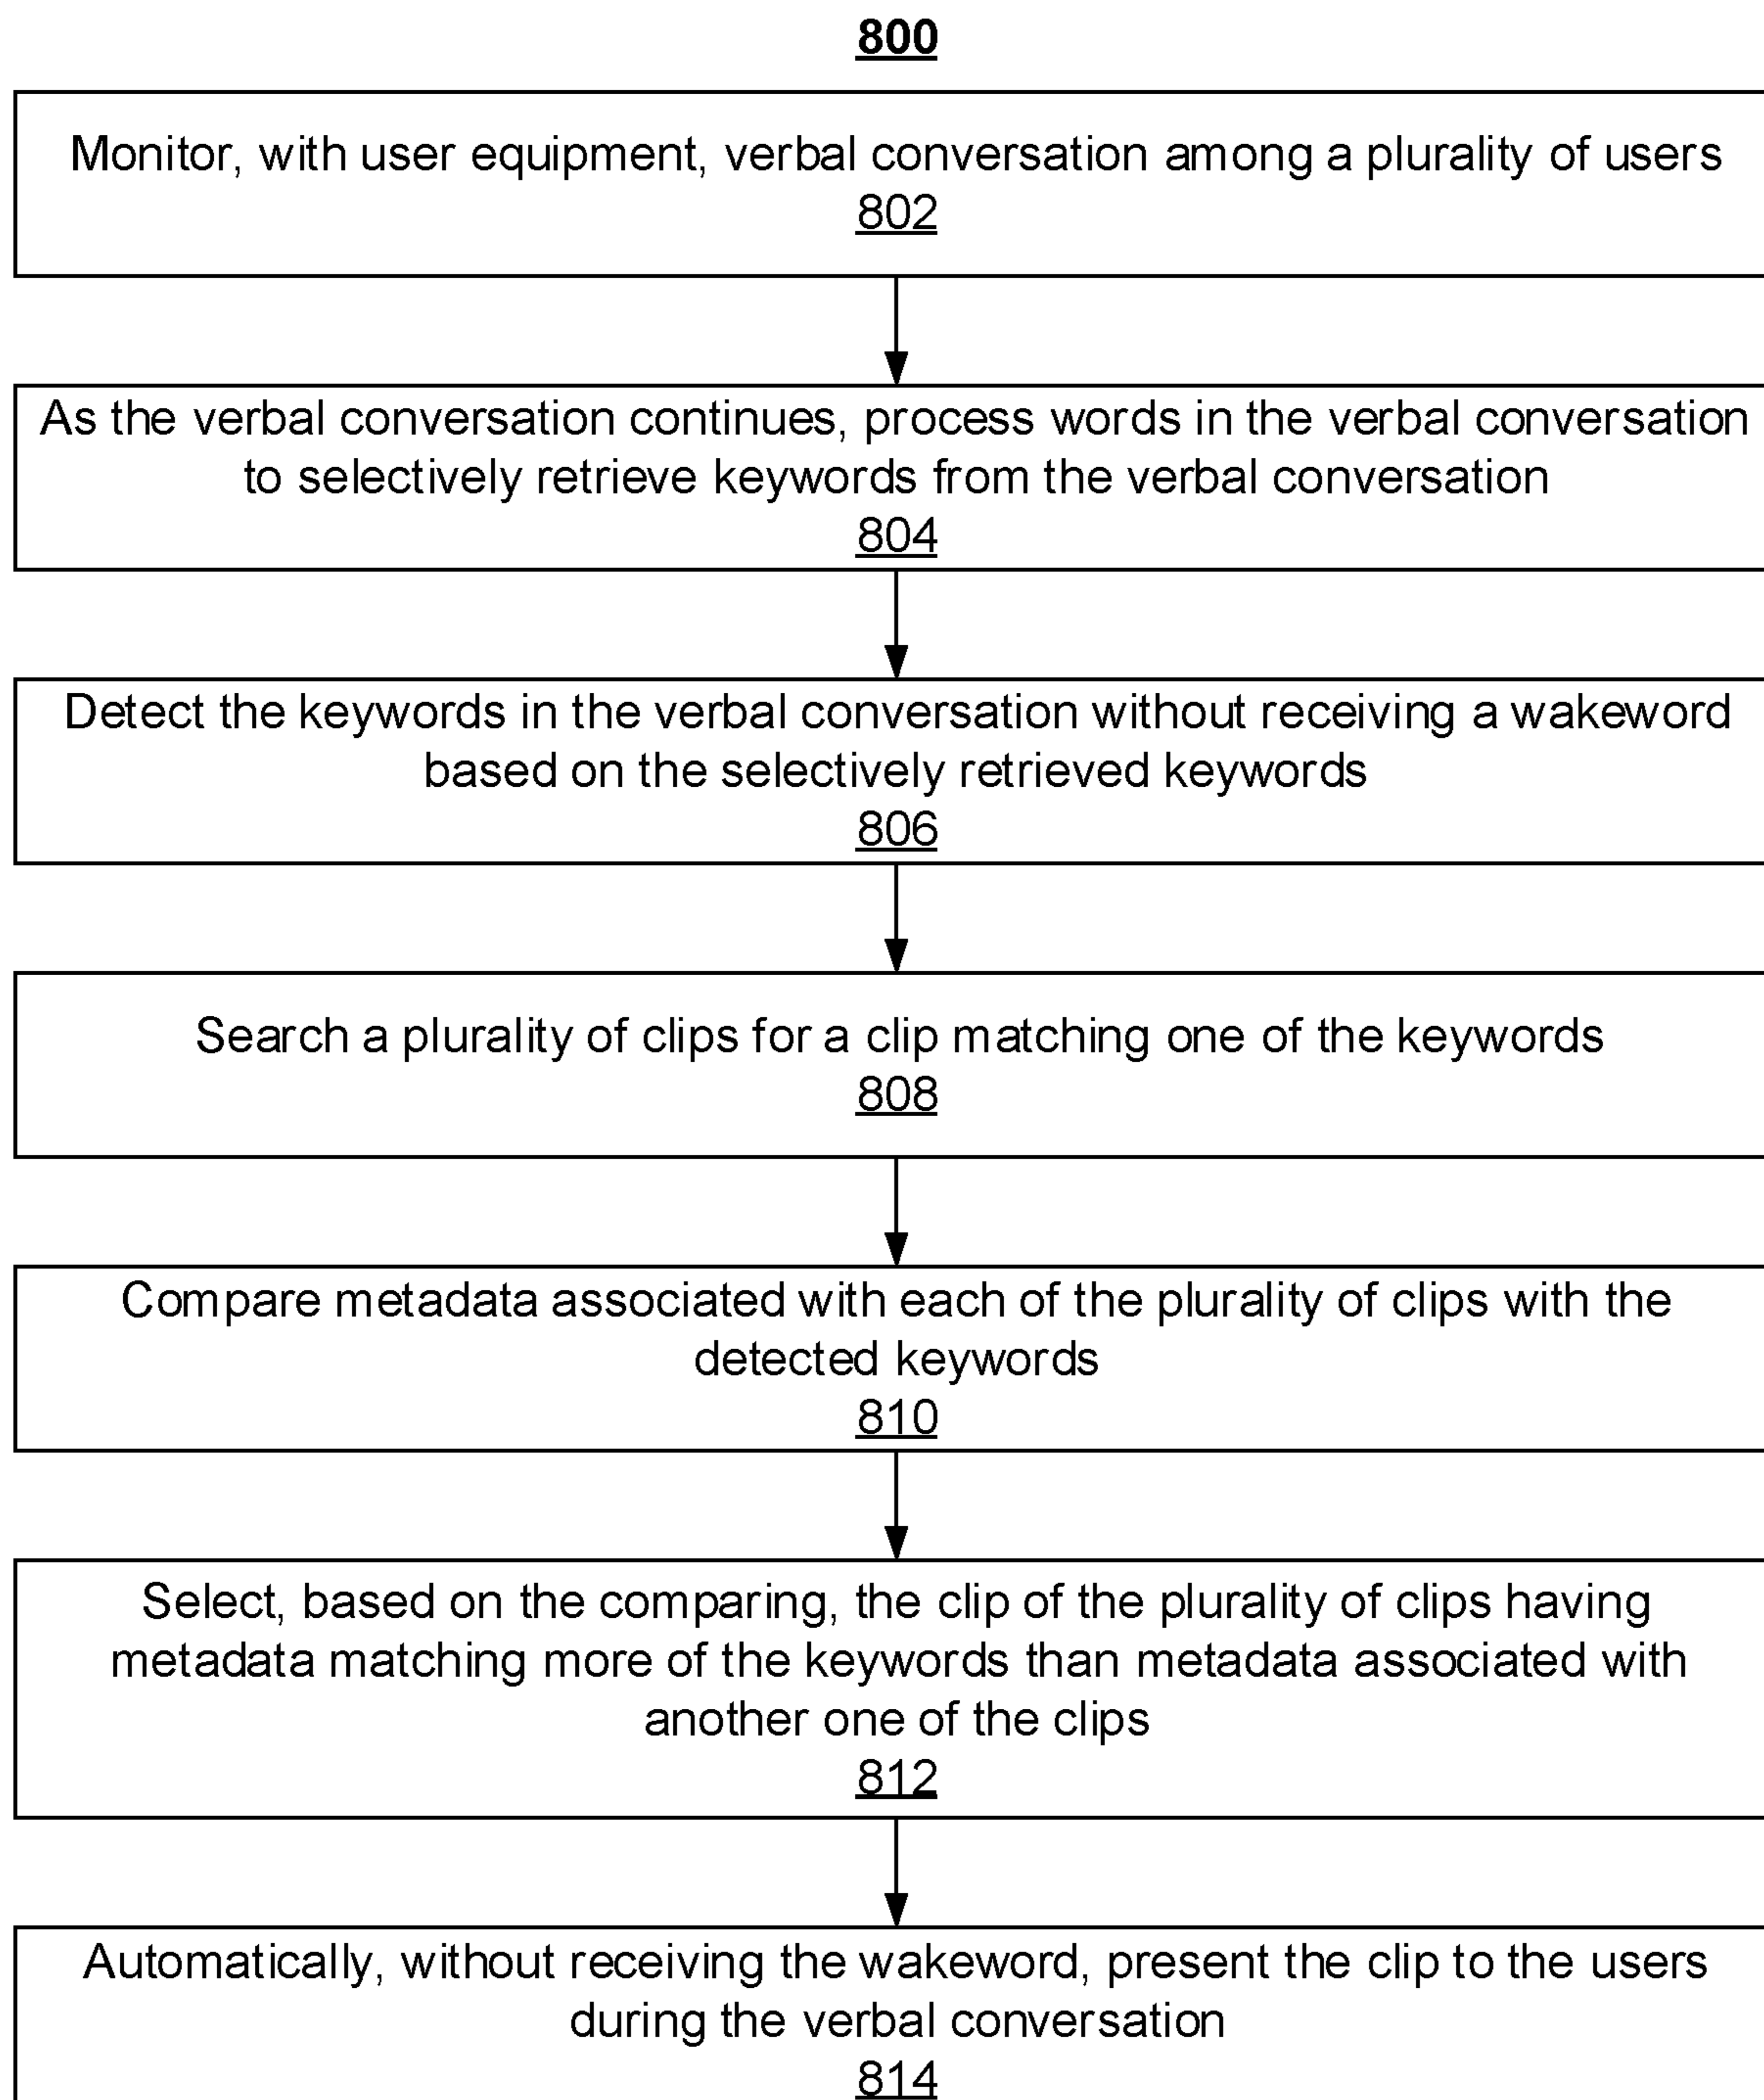 800
Monitor, with user equipment, verbal conversation among a plurality of users
802
As the verbal conversation continues, process words in the verbal conversation
to selectively retrieve keywords from the verbal conversation
804
Detect the keywords in the verbal conversation without receiving a wakeword
based on the selectively retrieved keywords
806
Search a plurality of clips for a clip matching one of the keywords
808
Compare metadata associated with each of the plurality of clips with the
detected keywords
810
Select, based on the comparing, the clip of the plurality of clips having
metadata matching more of the keywords than metadata associated with
another one of the clips
812
Automatically, without receiving the wakeword, present the clip to the users
during the verbal conversation
814